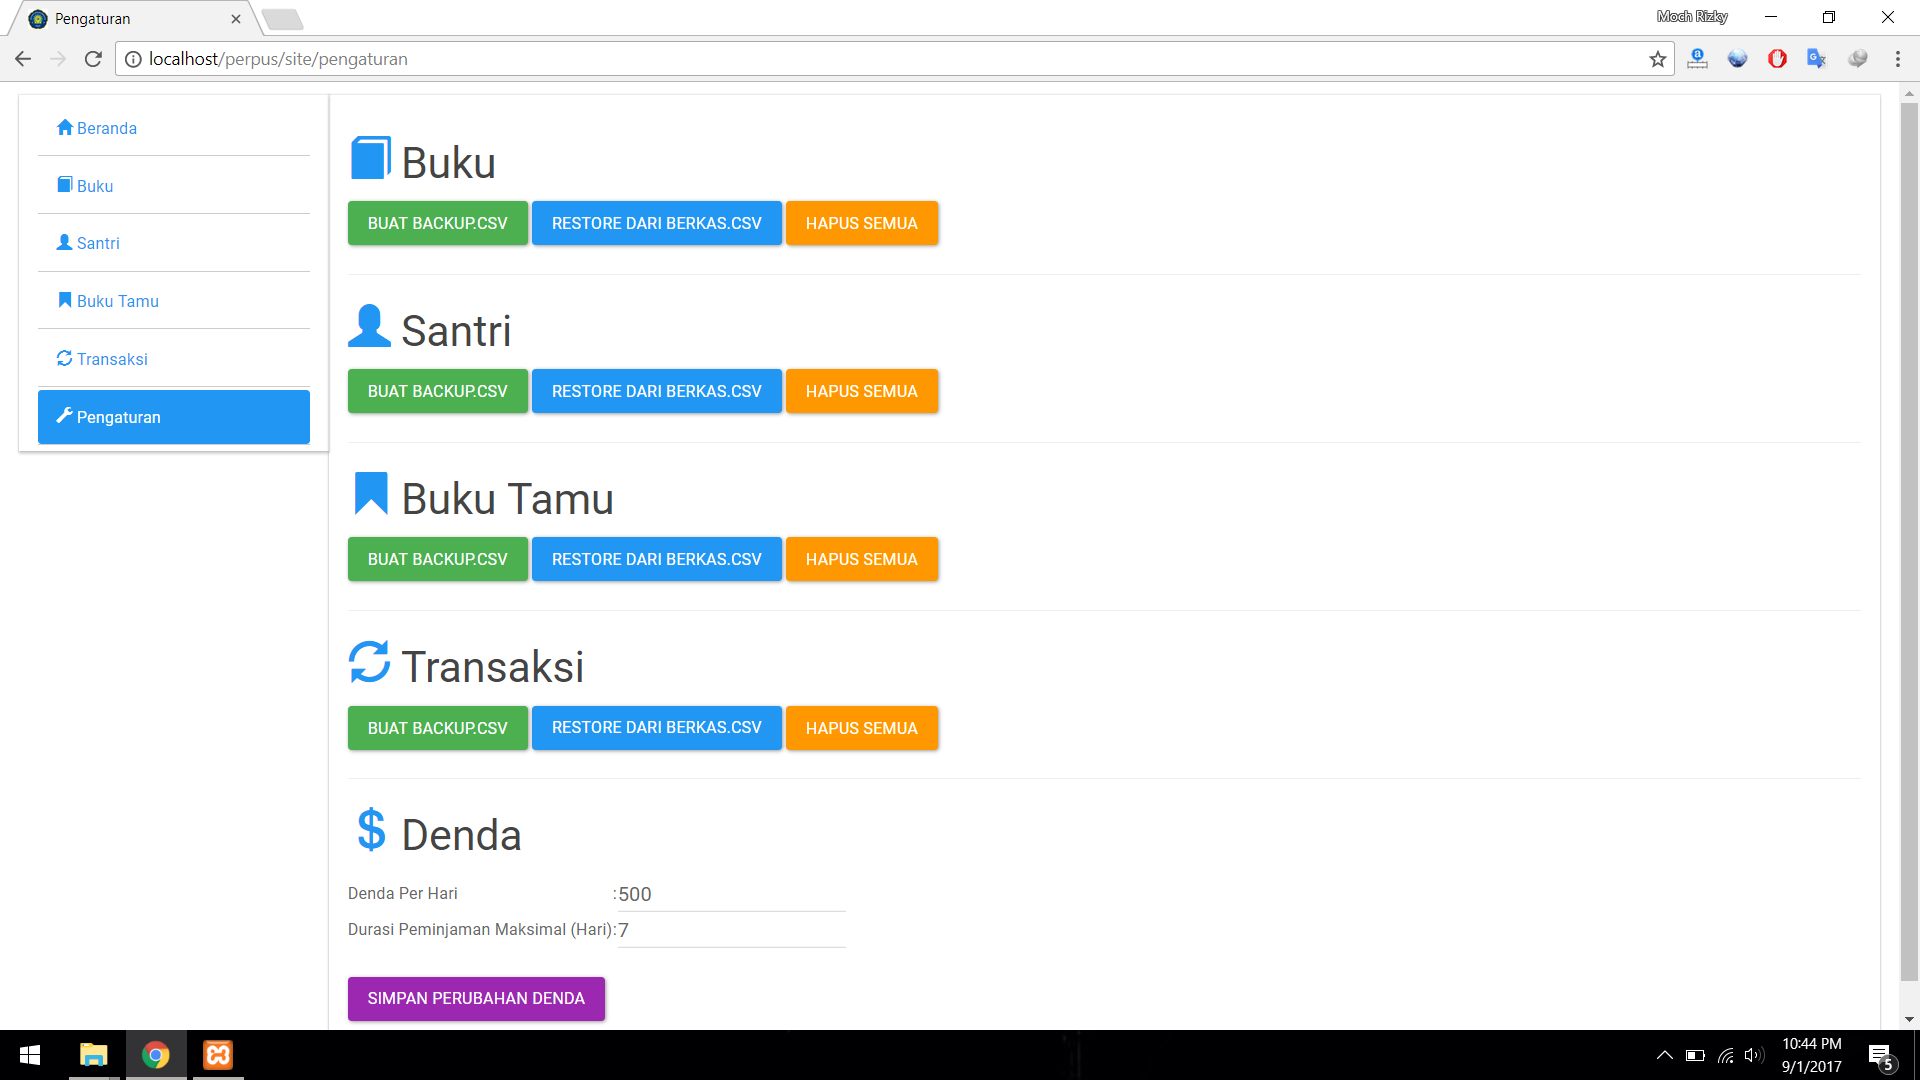 Pengaturan
Moch Rizky
localhost/perpus/site/pengaturan
Beranda
Buku
Santri
Buku Tamu
Transaksi
Pengaturan
Buku
BUAT BACKUP.CSV RESTORE DARI BERKAS.CSV HAPUS SEMUA
Santri
BUAT BACKUP.CSV RESTORE DARI BERKAS.CSV HAPUS SEMUA
Buku Tamu
BUAT BACKUP.CSV RESTORE DARI BERKAS.CSV HAPUS SEMUA
Transaksi
BUAT BACKUP.CSV RESTORE DARI BERKAS.CSV HAPUS SEMUA
$ Denda
Denda Per Hari :500
Durasi Peminjaman Maksimal (Hari):7
SIMPAN PERUBAHAN DENDA
10:44 PM
9/1/2017
5